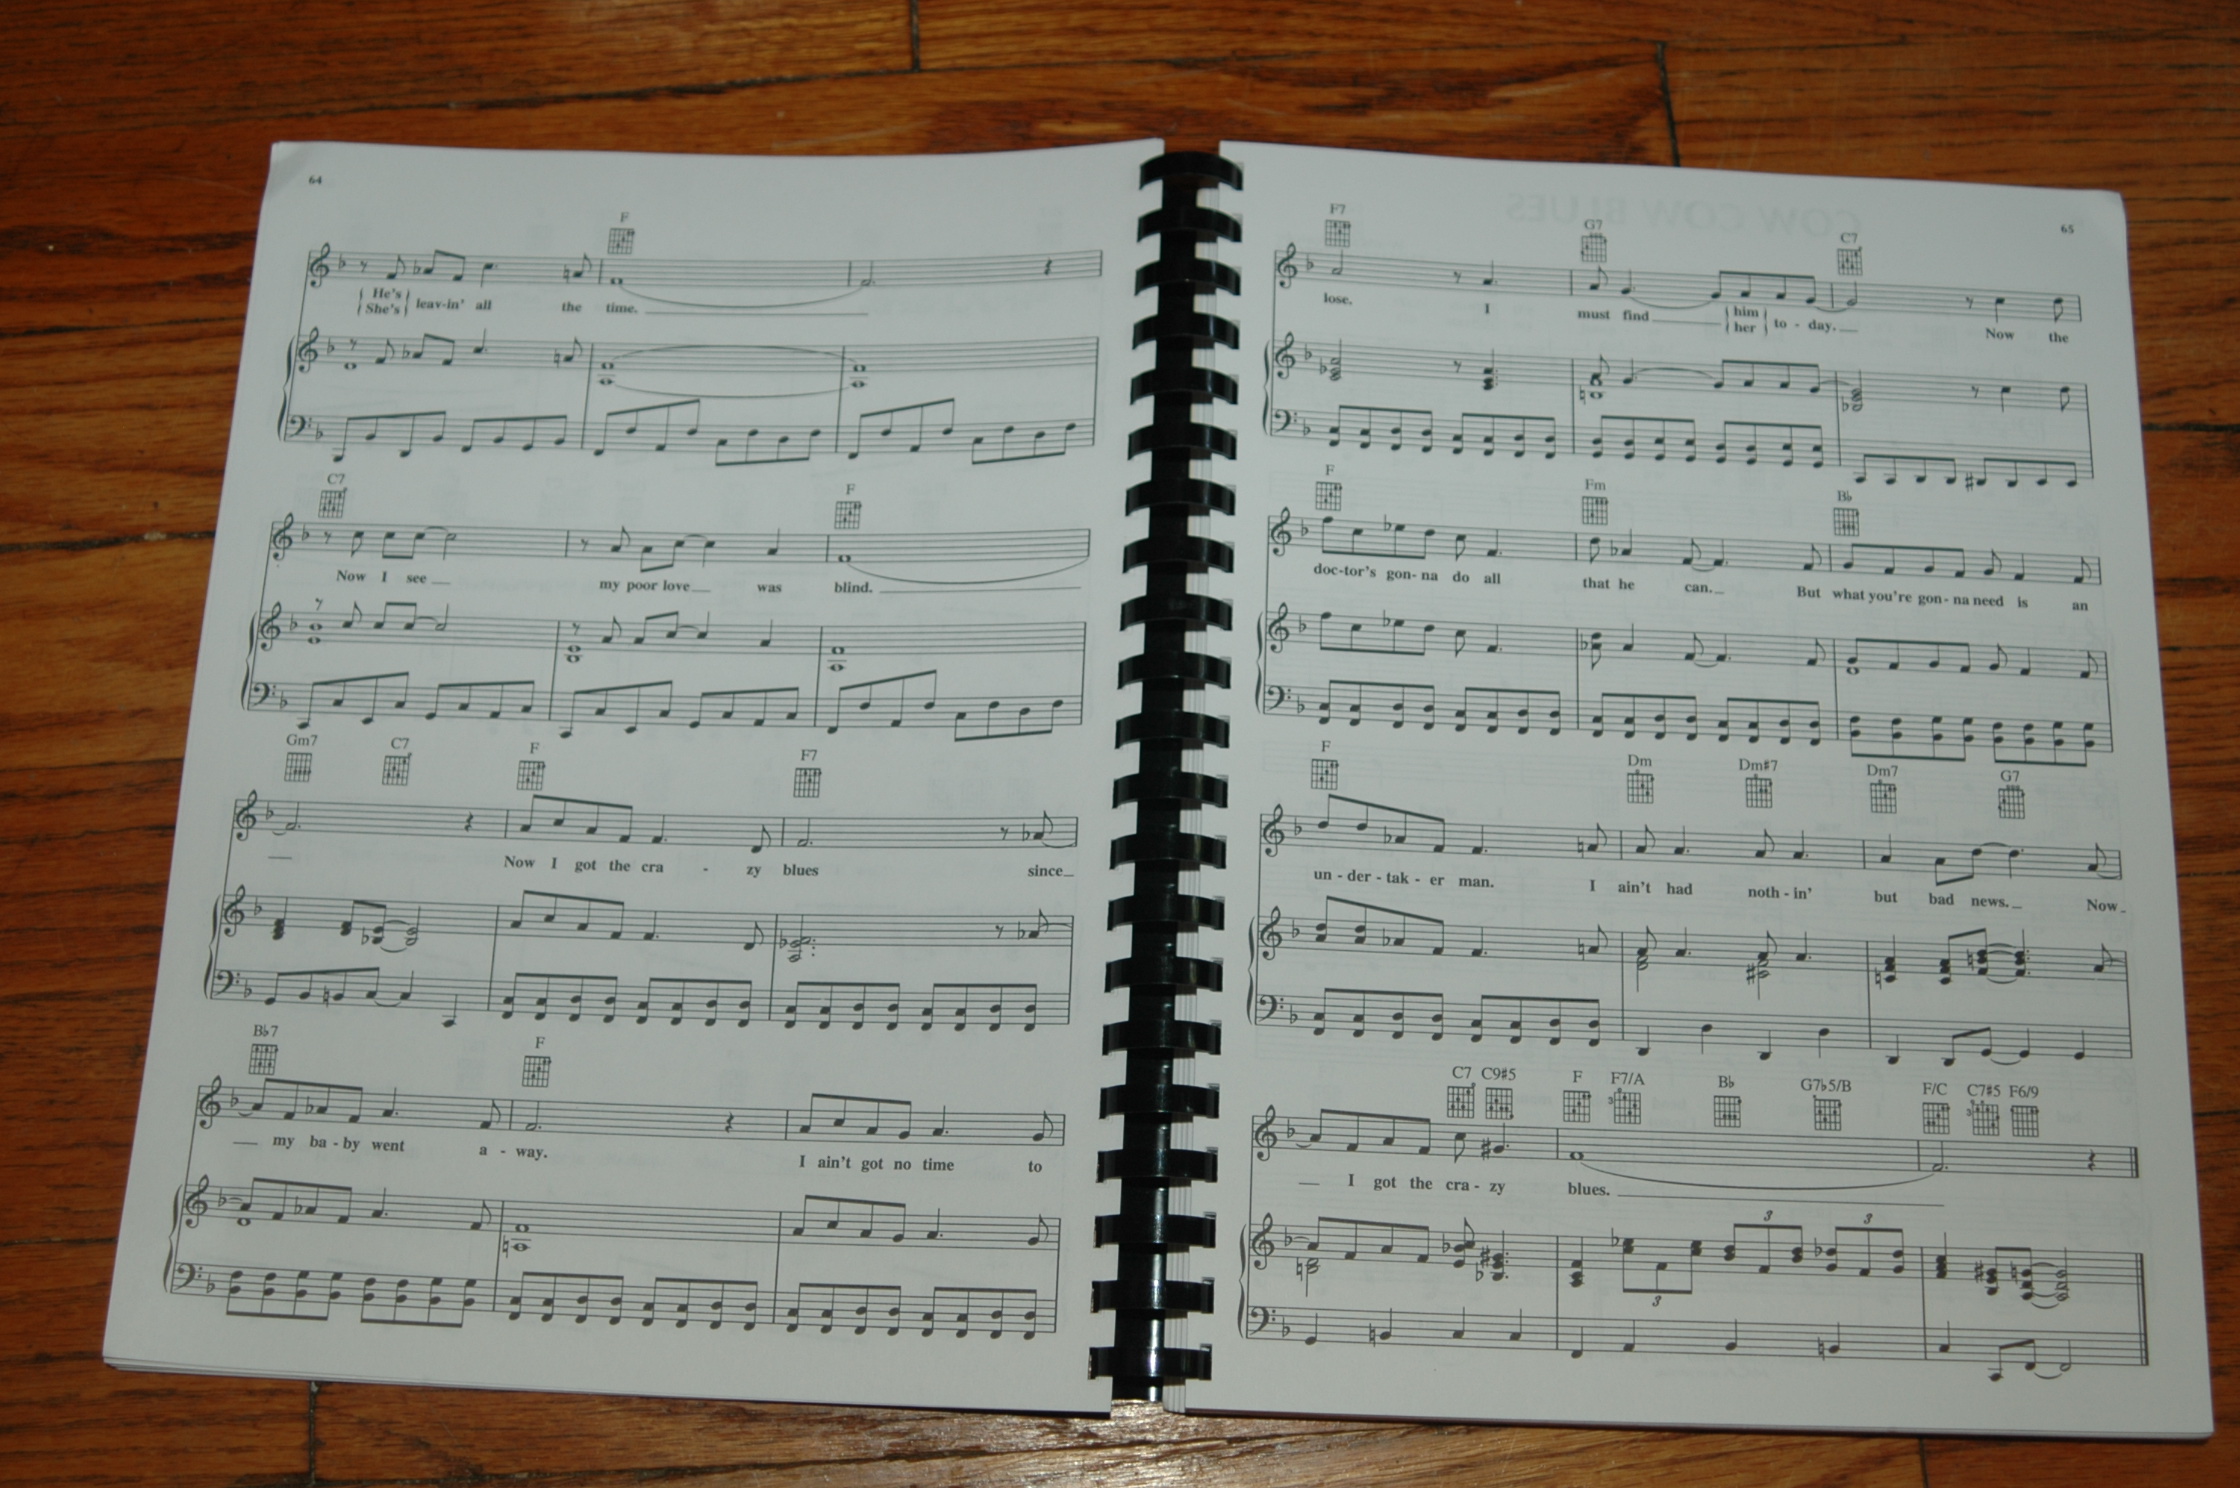 64
F
He's
She's
leav-in' all the time.
C7 F
Now I see my poor love was blind.
Gm7 C7 F F7
Now I got the cra - zy blues since
B♭7 F
my ba - by went a - way. I ain't got no time to
65
COW COW BLUES
F7 G7 C7
lose. I must find him to - day. Now the
her
F Fm B♭
doc-tor's gon- na do all that he can. But what you're gon- na need is an
F Dm Dm♯7 Dm7 G7
un - der - tak - er man. I ain't had noth - in' but bad news. Now
C7 C9♯5 F F7/A B♭ G7♭5/B F/C C7♯5 F6/9
3 3
I got the cra - zy blues.
3 3
3